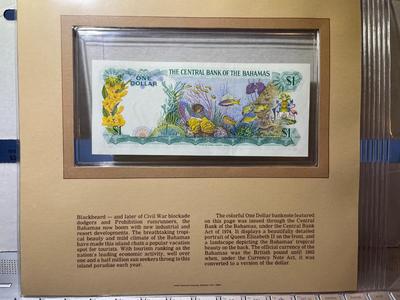 THE CENTRAL BANK OF THE BAHAMAS
ONE
DOLLAR
$1
$1
$1
Blackbeard — and later of Civil War blockade
dodgers and Prohibition rumrunners, the
Bahamas now boom with new industrial and
resort developments. The breathtaking tropi-
cal beauty and mild climate of the Bahamas
have made this island chain a popular vacation
spot for tourists. With tourism ranking as the
nation's leading economic activity, well over
one and a half million sun seekers throng to this
island paradise each year.
The colorful One Dollar banknote featured
on this page was issued through the Central
Bank of the Bahamas, under the Central Bank
Act of 1974. It displays a beautifully detailed
portrait of Queen Elizabeth II on the front, and
a landscape depicting the Bahamas' tropical
beauty on the back. The official currency of the
Bahamas was the British pound until 1965
when, under the Currency Note Act, it was
converted to a version of the dollar.